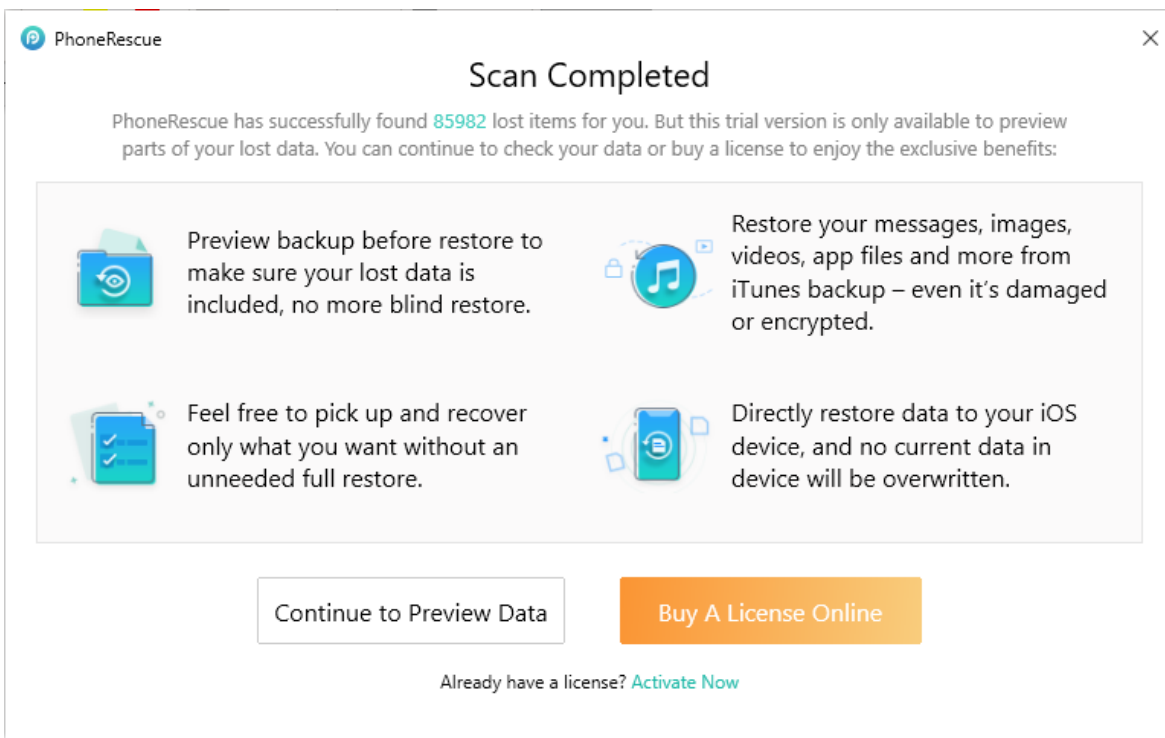 PhoneRescue
Scan Completed
PhoneRescue has successfully found 85982 lost items for you. But this trial version is only available to preview
parts of your lost data. You can continue to check your data or buy a license to enjoy the exclusive benefits:
Preview backup before restore to
make sure your lost data is
included, no more blind restore.
Restore your messages, images,
videos, app files and more from
iTunes backup – even it's damaged
or encrypted.
Feel free to pick up and recover
only what you want without an
unneeded full restore.
Directly restore data to your iOS
device, and no current data in
device will be overwritten.
Continue to Preview Data
Buy A License Online
Already have a license? Activate Now